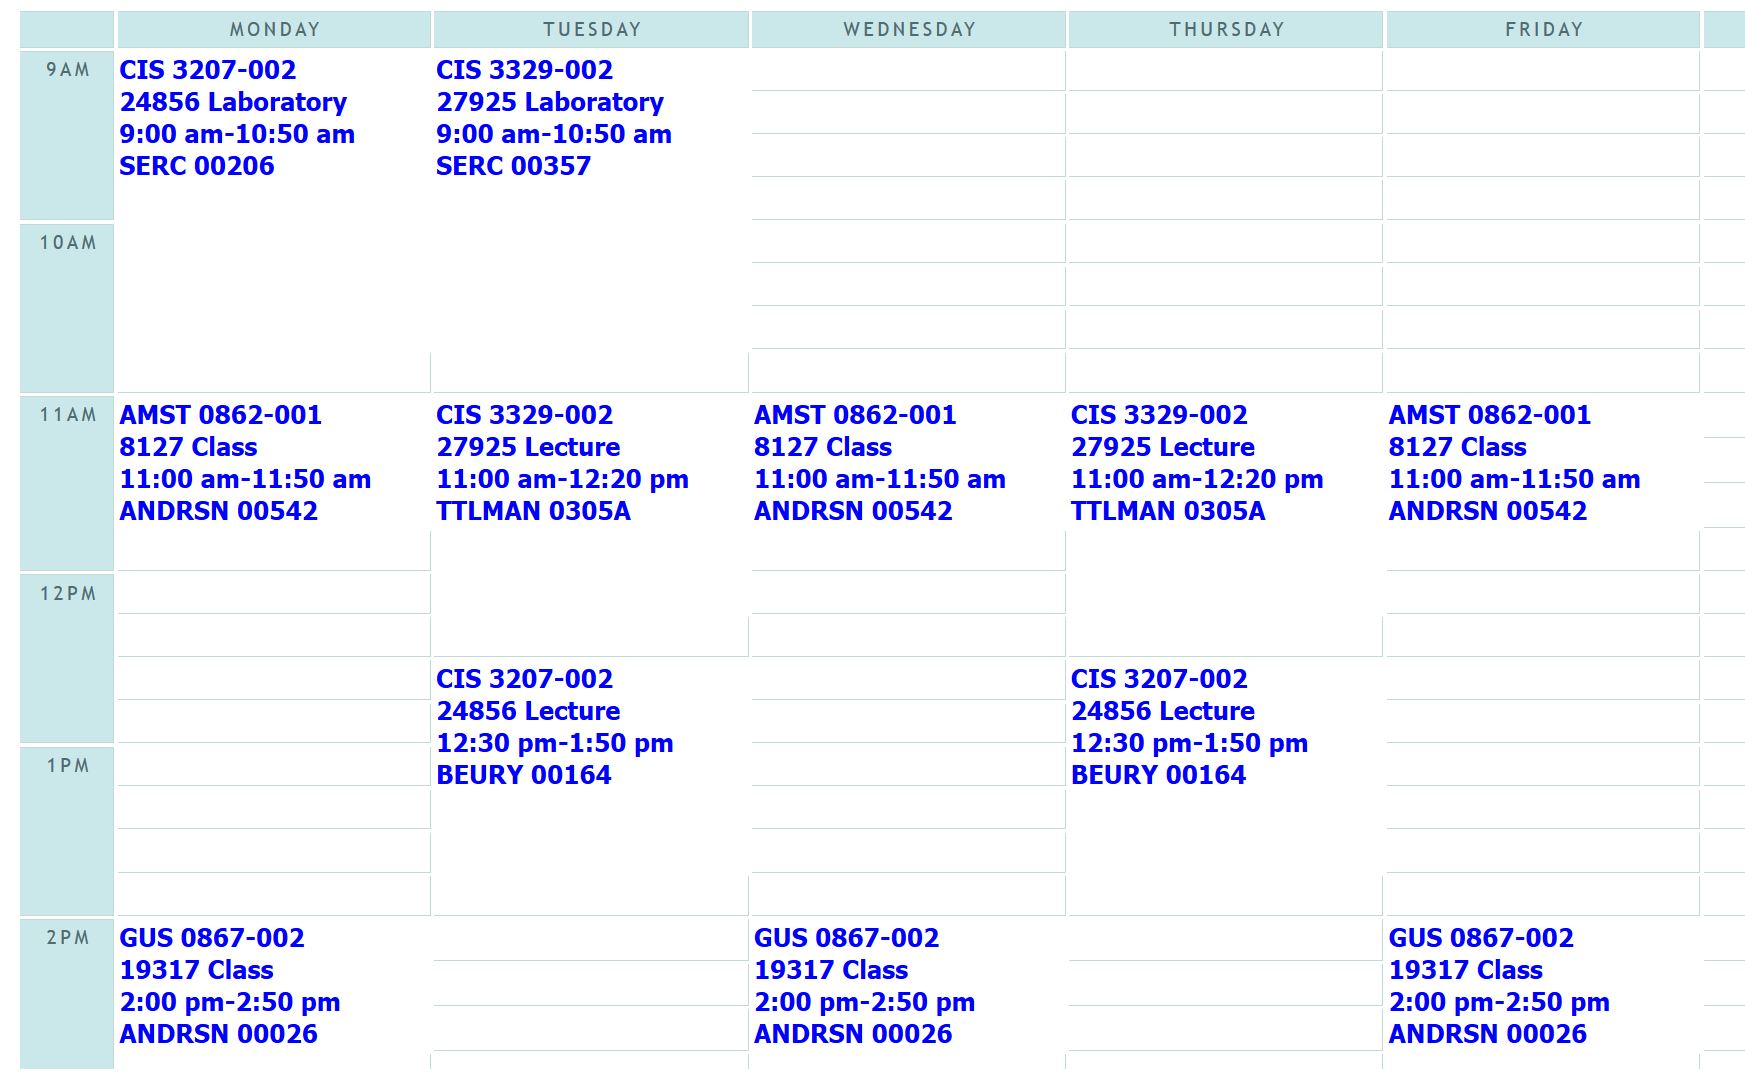 MONDAY TUESDAY WEDNESDAY THURSDAY FRIDAY
9AM
CIS 3207-002
24856 Laboratory
9:00 am-10:50 am
SERC 00206
CIS 3329-002
27925 Laboratory
9:00 am-10:50 am
SERC 00357
10AM
11AM
AMST 0862-001
8127 Class
11:00 am-11:50 am
ANDRSN 00542
CIS 3329-002
27925 Lecture
11:00 am-12:20 pm
TTLMAN 0305A
AMST 0862-001
8127 Class
11:00 am-11:50 am
ANDRSN 00542
CIS 3329-002
27925 Lecture
11:00 am-12:20 pm
TTLMAN 0305A
AMST 0862-001
8127 Class
11:00 am-11:50 am
ANDRSN 00542
12PM
CIS 3207-002
24856 Lecture
12:30 pm-1:50 pm
BEURY 00164
CIS 3207-002
24856 Lecture
12:30 pm-1:50 pm
BEURY 00164
1PM
2PM
GUS 0867-002
19317 Class
2:00 pm-2:50 pm
ANDRSN 00026
GUS 0867-002
19317 Class
2:00 pm-2:50 pm
ANDRSN 00026
GUS 0867-002
19317 Class
2:00 pm-2:50 pm
ANDRSN 00026